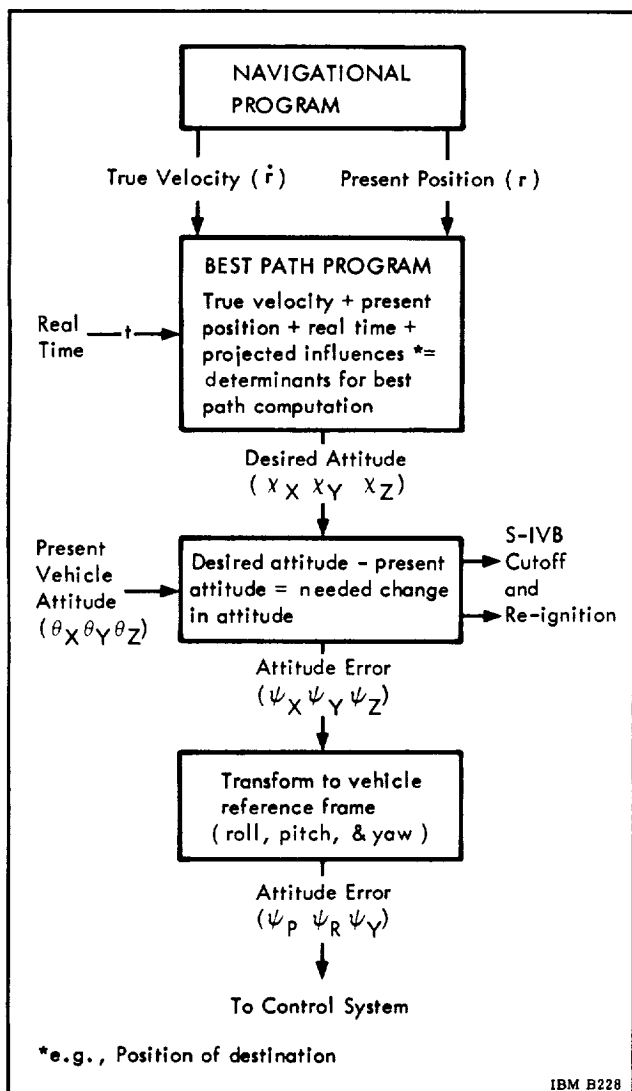 NAVIGATIONAL
PROGRAM
True Velocity (ṙ)
Present Position (r)
BEST PATH PROGRAM
True velocity + present
position + real time +
projected influences *=
determinants for best
path computation
Real
Time
t
Desired Attitude
(χX χY χZ)
Present
Vehicle
Attitude
(θXθYθZ)
Desired attitude - present
attitude = needed change
in attitude
S-IVB
Cutoff
and
Re-ignition
Attitude Error
(ψX ψY ψZ)
Transform to vehicle
reference frame
(roll, pitch, & yaw)
Attitude Error
(ψP ψR ψY)
To Control System
*e.g., Position of destination
IBM B228